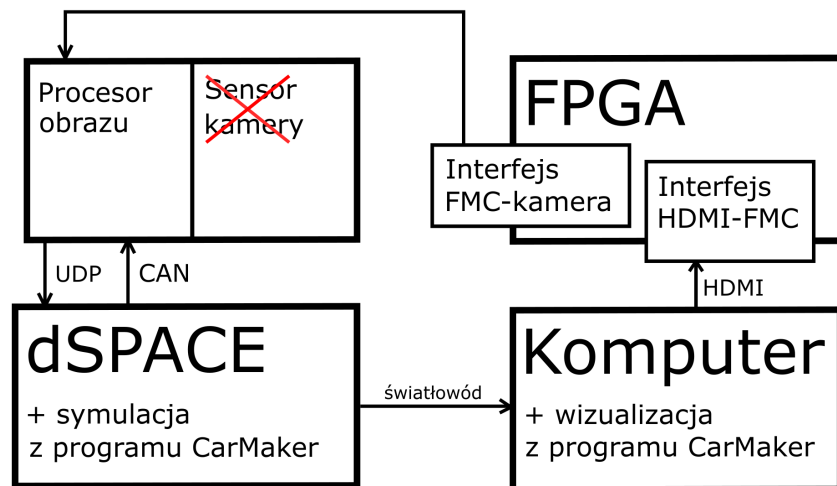 Procesor
obrazu
Sensor
kamery
FPGA
Interfejs
FMC-kamera
Interfejs
HDMI-FMC
UDP
CAN
HDMI
dSPACE
+ symulacja
z programu CarMaker
światłowód
Komputer
+ wizualizacja
z programu CarMaker